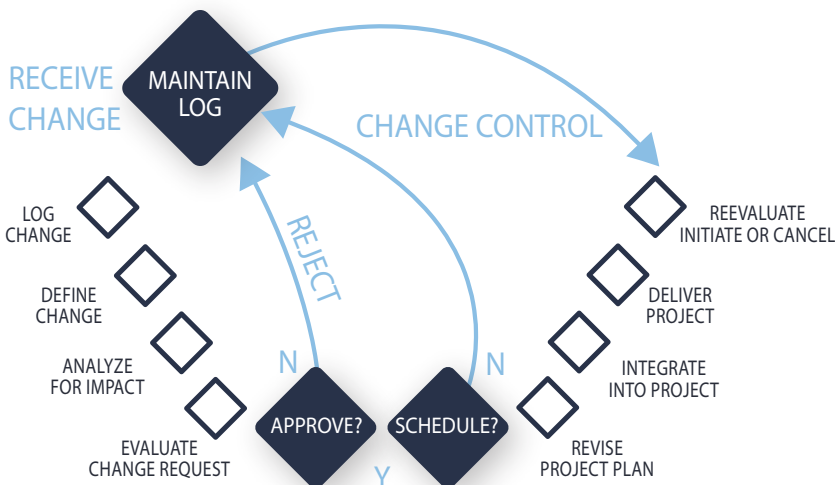 RECEIVE
CHANGE
MAINTAIN
LOG
CHANGE CONTROL
LOG
CHANGE
DEFINE
CHANGE
ANALYZE
FOR IMPACT
EVALUATE
CHANGE REQUEST
REJECT
N
APPROVE?
Y
SCHEDULE?
N
REEVALUATE
INITIATE OR CANCEL
DELIVER
PROJECT
INTEGRATE
INTO PROJECT
REVISE
PROJECT PLAN